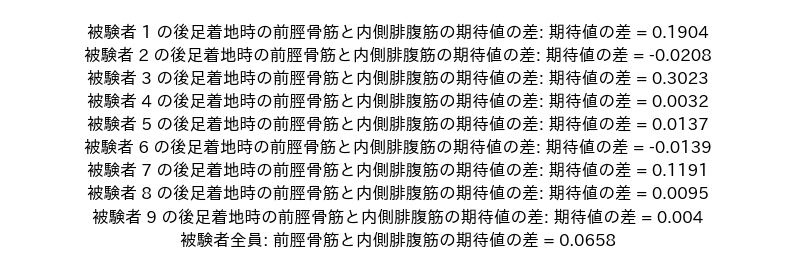 被験者 1 の後足着地時の前脛骨筋と内側腓腹筋の期待値の差: 期待値の差 = 0.1904
被験者 2 の後足着地時の前脛骨筋と内側腓腹筋の期待値の差: 期待値の差 = -0.0208
被験者 3 の後足着地時の前脛骨筋と内側腓腹筋の期待値の差: 期待値の差 = 0.3023
被験者 4 の後足着地時の前脛骨筋と内側腓腹筋の期待値の差: 期待値の差 = 0.0032
被験者 5 の後足着地時の前脛骨筋と内側腓腹筋の期待値の差: 期待値の差 = 0.0137
被験者 6 の後足着地時の前脛骨筋と内側腓腹筋の期待値の差: 期待値の差 = -0.0139
被験者 7 の後足着地時の前脛骨筋と内側腓腹筋の期待値の差: 期待値の差 = 0.1191
被験者 8 の後足着地時の前脛骨筋と内側腓腹筋の期待値の差: 期待値の差 = 0.0095
被験者 9 の後足着地時の前脛骨筋と内側腓腹筋の期待値の差: 期待値の差 = 0.004
被験者全員: 前脛骨筋と内側腓腹筋の期待値の差 = 0.0658